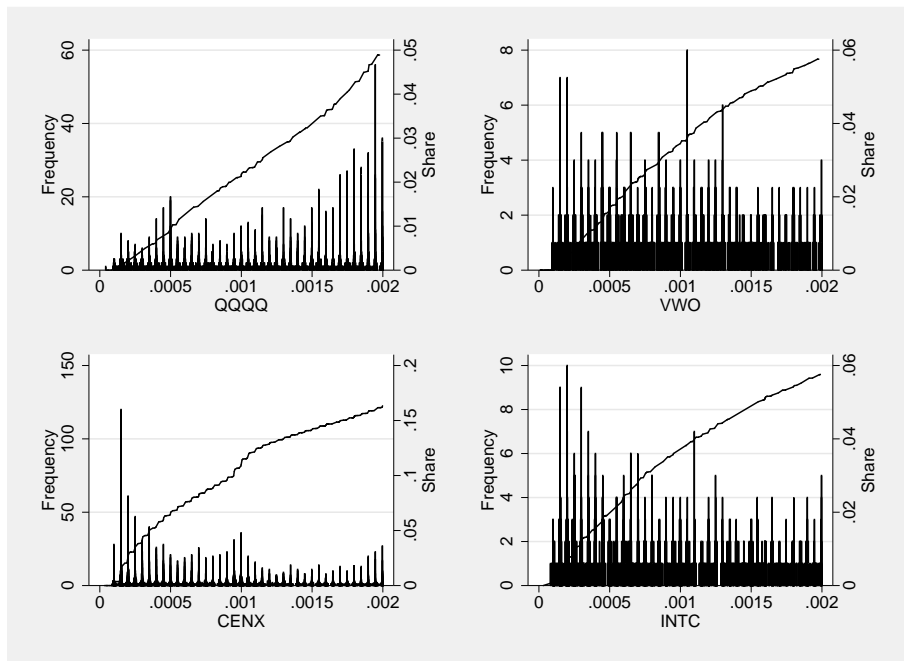 Frequency
0 20 40 60
0 .01 .02 .03 .04 .05
Share
0 .0005 .001 .0015 .002
QQQQ
Frequency
0 2 4 6 8
0 .02 .04 .06
Share
0 .0005 .001 .0015 .002
VWO
Frequency
0 50 100 150
0 .05 .1 .15 .2
Share
0 .0005 .001 .0015 .002
CENX
Frequency
0 2 4 6 8 10
0 .02 .04 .06
Share
0 .0005 .001 .0015 .002
INTC